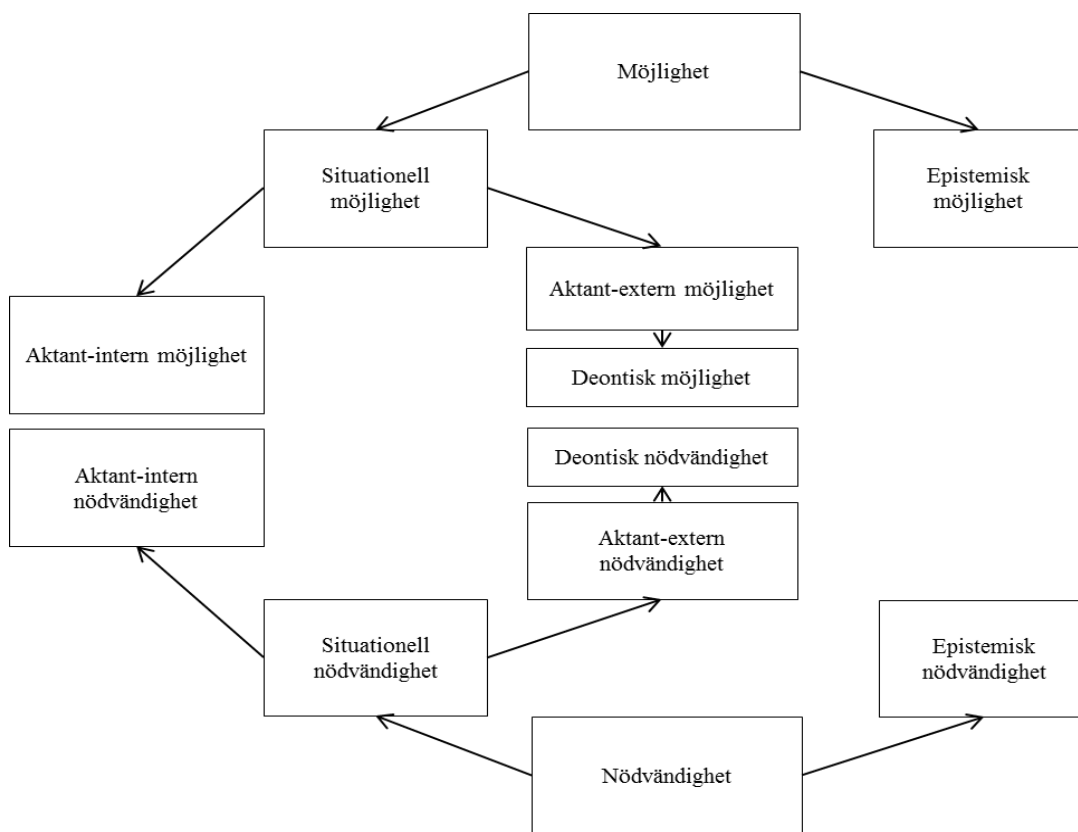 Möjlighet
Situationell
möjlighet
Epistemisk
möjlighet
Aktant-extern möjlighet
Aktant-intern möjlighet
Deontisk möjlighet
Deontisk nödvändighet
Aktant-intern
nödvändighet
Aktant-extern
nödvändighet
Situationell
nödvändighet
Epistemisk
nödvändighet
Nödvändighet